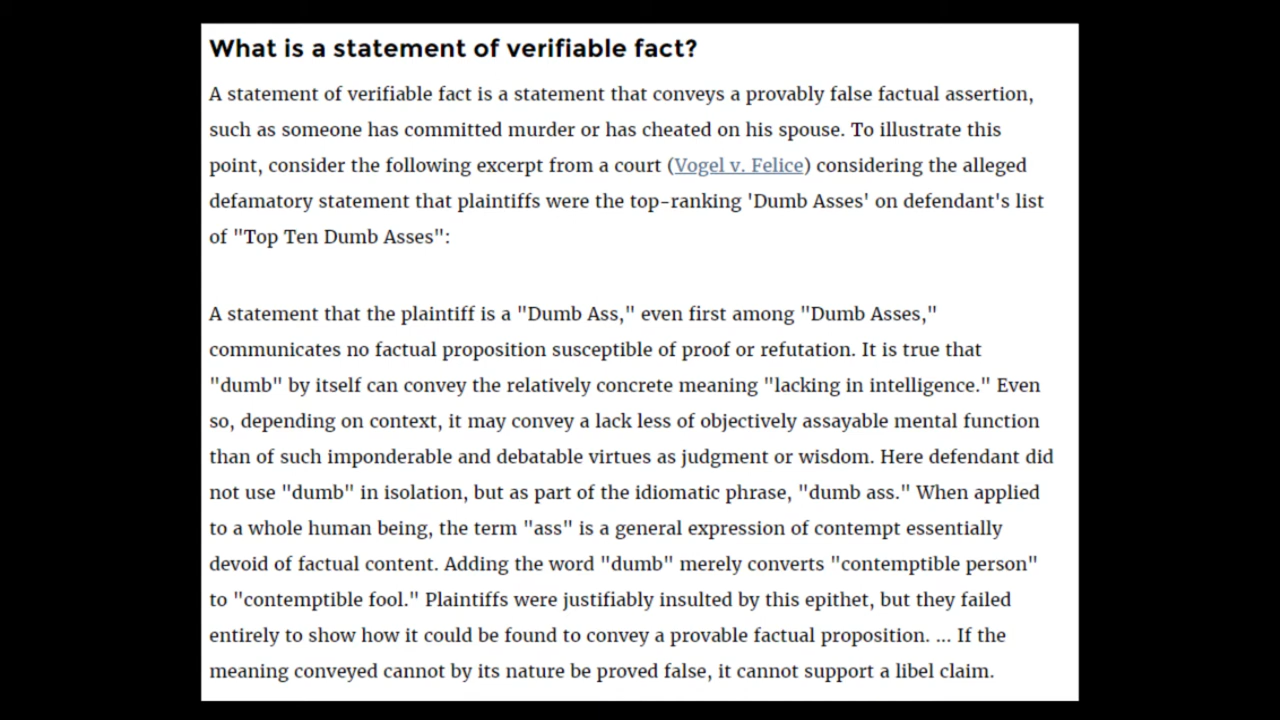 What is a statement of verifiable fact?
A statement of verifiable fact is a statement that conveys a provably false factual assertion,
such as someone has committed murder or has cheated on his spouse. To illustrate this
point, consider the following excerpt from a court (Vogel v. Felice) considering the alleged
defamatory statement that plaintiffs were the top-ranking 'Dumb Asses' on defendant's list
of "Top Ten Dumb Asses":
A statement that the plaintiff is a "Dumb Ass," even first among "Dumb Asses,"
communicates no factual proposition susceptible of proof or refutation. It is true that
"dumb" by itself can convey the relatively concrete meaning "lacking in intelligence." Even
so, depending on context, it may convey a lack less of objectively assayable mental function
than of such imponderable and debatable virtues as judgment or wisdom. Here defendant did
not use "dumb" in isolation, but as part of the idiomatic phrase, "dumb ass." When applied
to a whole human being, the term "ass" is a general expression of contempt essentially
devoid of factual content. Adding the word "dumb" merely converts "contemptible person"
to "contemptible fool." Plaintiffs were justifiably insulted by this epithet, but they failed
entirely to show how it could be found to convey a provable factual proposition. ... If the
meaning conveyed cannot by its nature be proved false, it cannot support a libel claim.